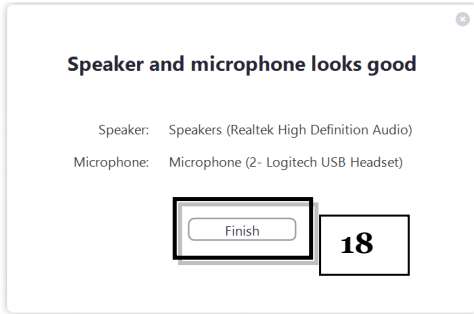 Speaker and microphone looks good
Speaker: Speakers (Realtek High Definition Audio)
Microphone: Microphone (2- Logitech USB Headset)
Finish
18